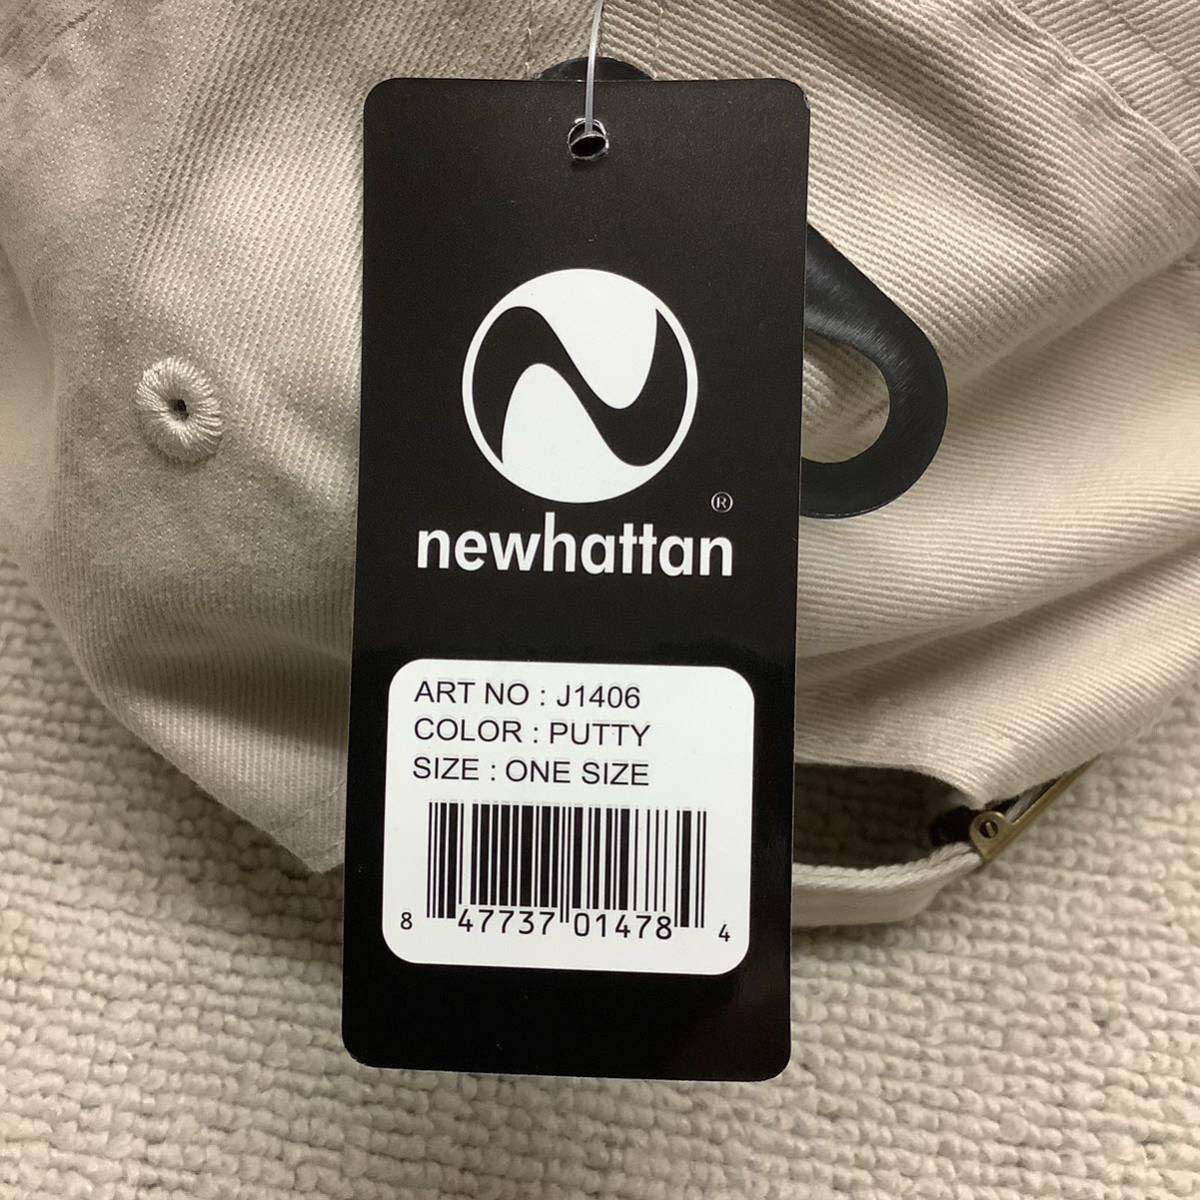 ®
newhattan
ART NO : J1406
COLOR : PUTTY
SIZE : ONE SIZE
8 47737 01478 4